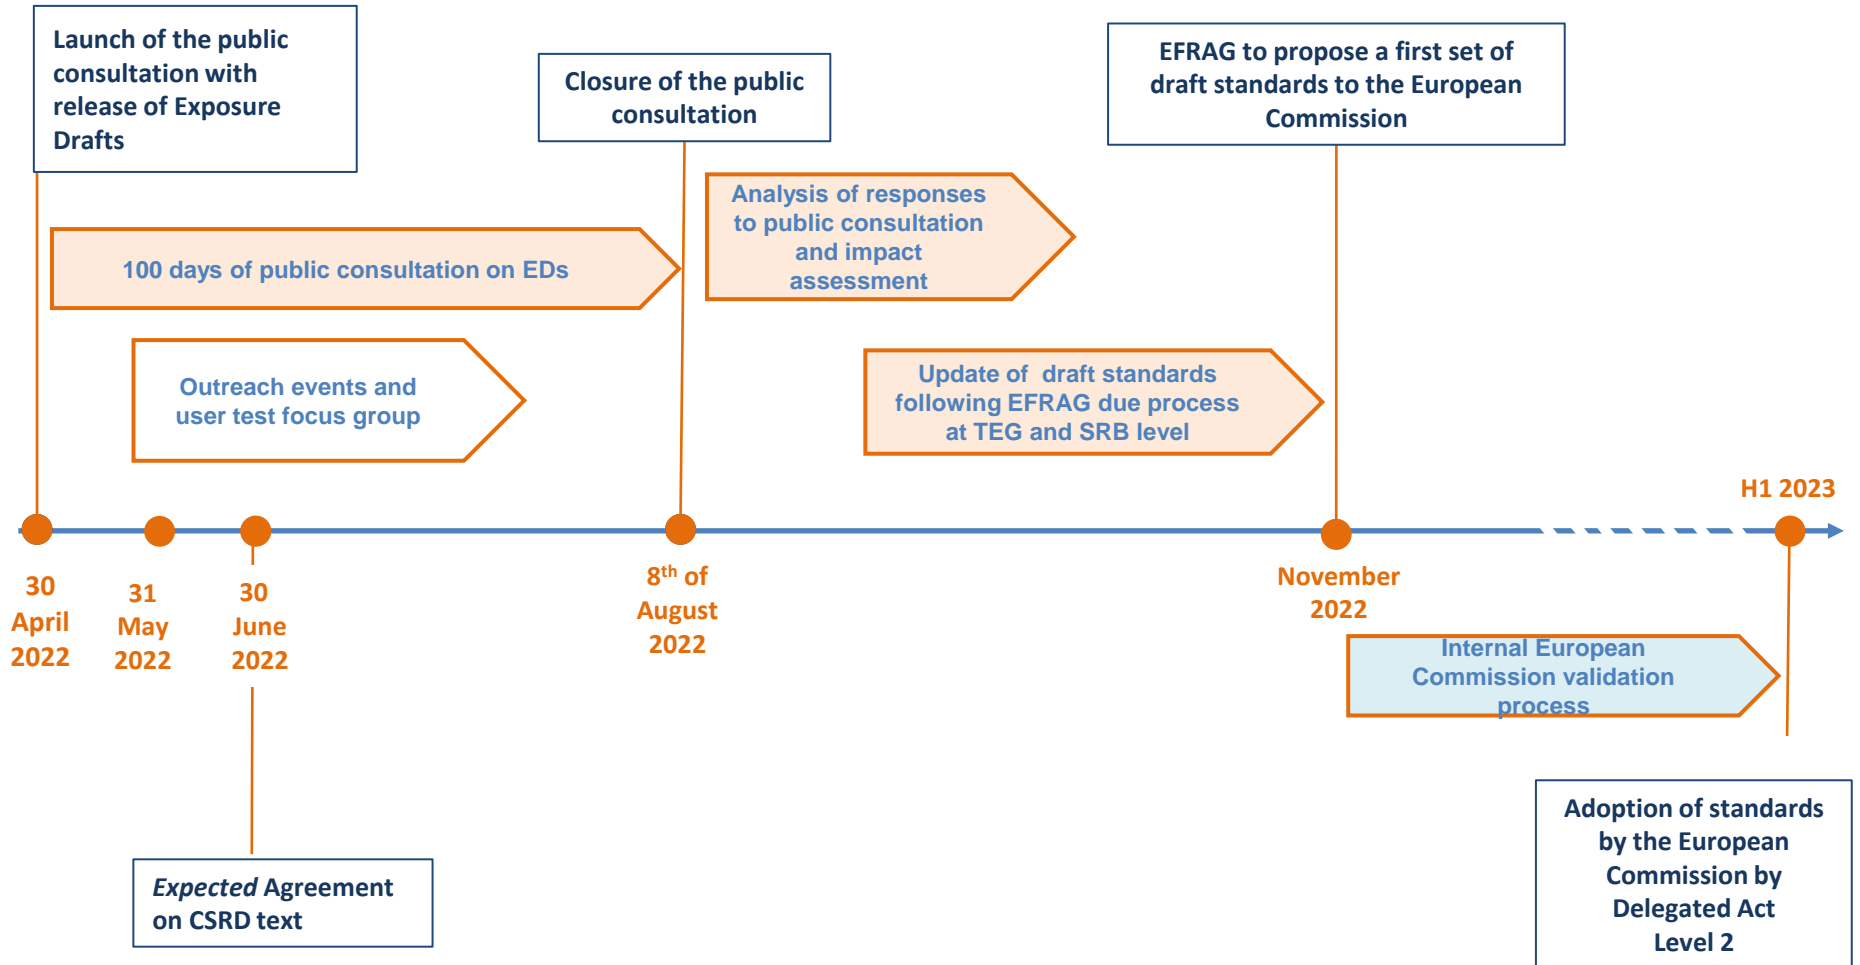 Launch of the public
consultation with
release of Exposure
Drafts
Closure of the public
consultation
EFRAG to propose a first set of
draft standards to the European
Commission
Analysis of responses
to public consultation
and impact
assessment
100 days of public consultation on EDs
Outreach events and
user test focus group
Update of draft standards
following EFRAG due process
at TEG and SRB level
H1 2023
30
April
2022
31
May
2022
30
June
2022
8th of
August
2022
November
2022
Internal European
Commission validation
process
Expected Agreement
on CSRD text
Adoption of standards
by the European
Commission by
Delegated Act
Level 2